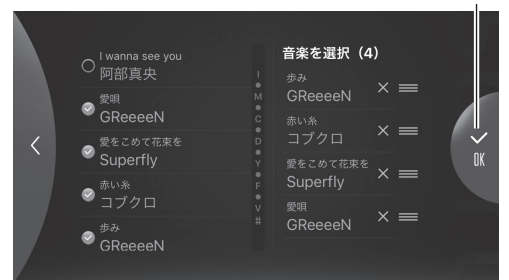 I wanna see you
阿部真央
愛唄
GReeeeN
愛をこめて花束を
Superfly
赤い糸
コブクロ
歩み
GReeeeN
I
M
C
D
Y
F
V
#
音楽を選択（4）
歩み
GReeeeN
赤い糸
コブクロ
愛をこめて花束を
Superfly
愛唄
GReeeeN
OK